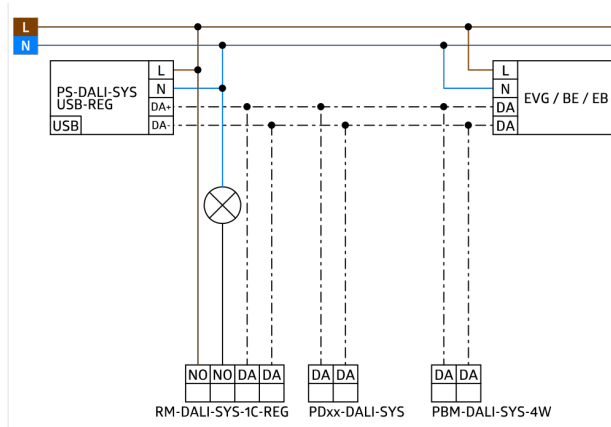 L
N
PS-DALI-SYS
USB-REG
USB
L
N
DA+
DA-
L
N
DA
DA
EVG / BE / EB
NO NO DA DA
DA DA
DA DA
RM-DALI-SYS-1C-REG
PDxx-DALI-SYS
PBM-DALI-SYS-4W